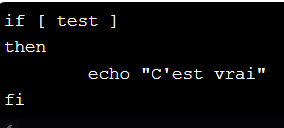 if [ test ]
then
        echo "C'est vrai"
fi